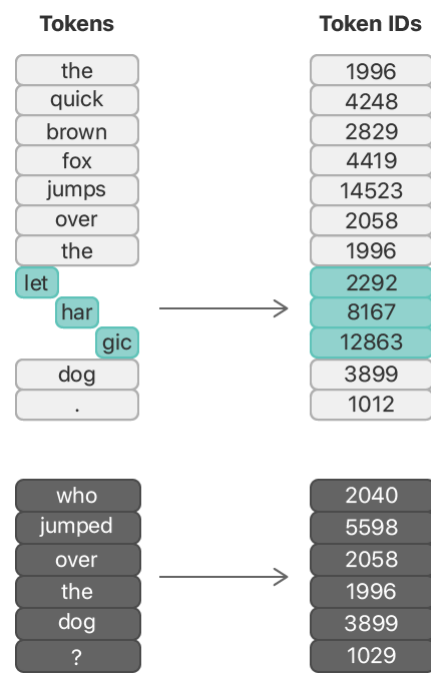 Tokens Token IDs
the 1996
quick 4248
brown 2829
fox 4419
jumps 14523
over 2058
the 1996
let 2292
har 8167
gic 12863
dog 3899
. 1012
who 2040
jumped 5598
over 2058
the 1996
dog 3899
? 1029